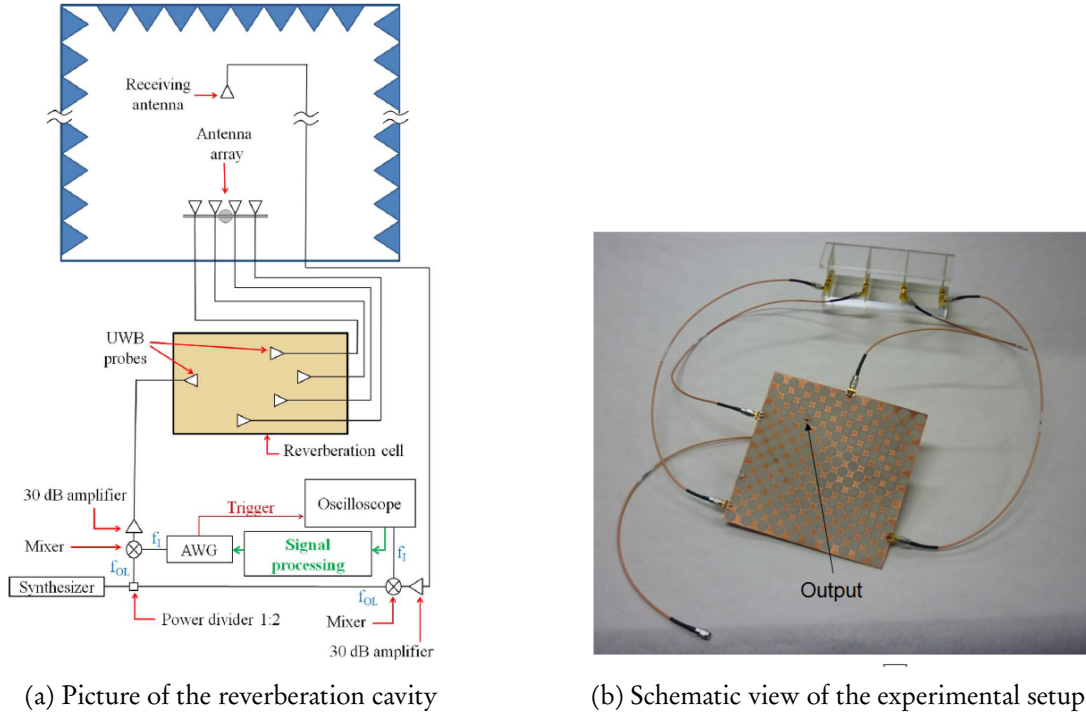 Receiving
antenna
Antenna
array
UWB
probes
Reverberation cell
30 dB amplifier
Trigger
Oscilloscope
Mixer
f_I
AWG
Signal
processing
f_I
f_OL
Synthesizer
f_OL
Power divider 1:2
Mixer
30 dB amplifier
Output
(a) Picture of the reverberation cavity
(b) Schematic view of the experimental setup